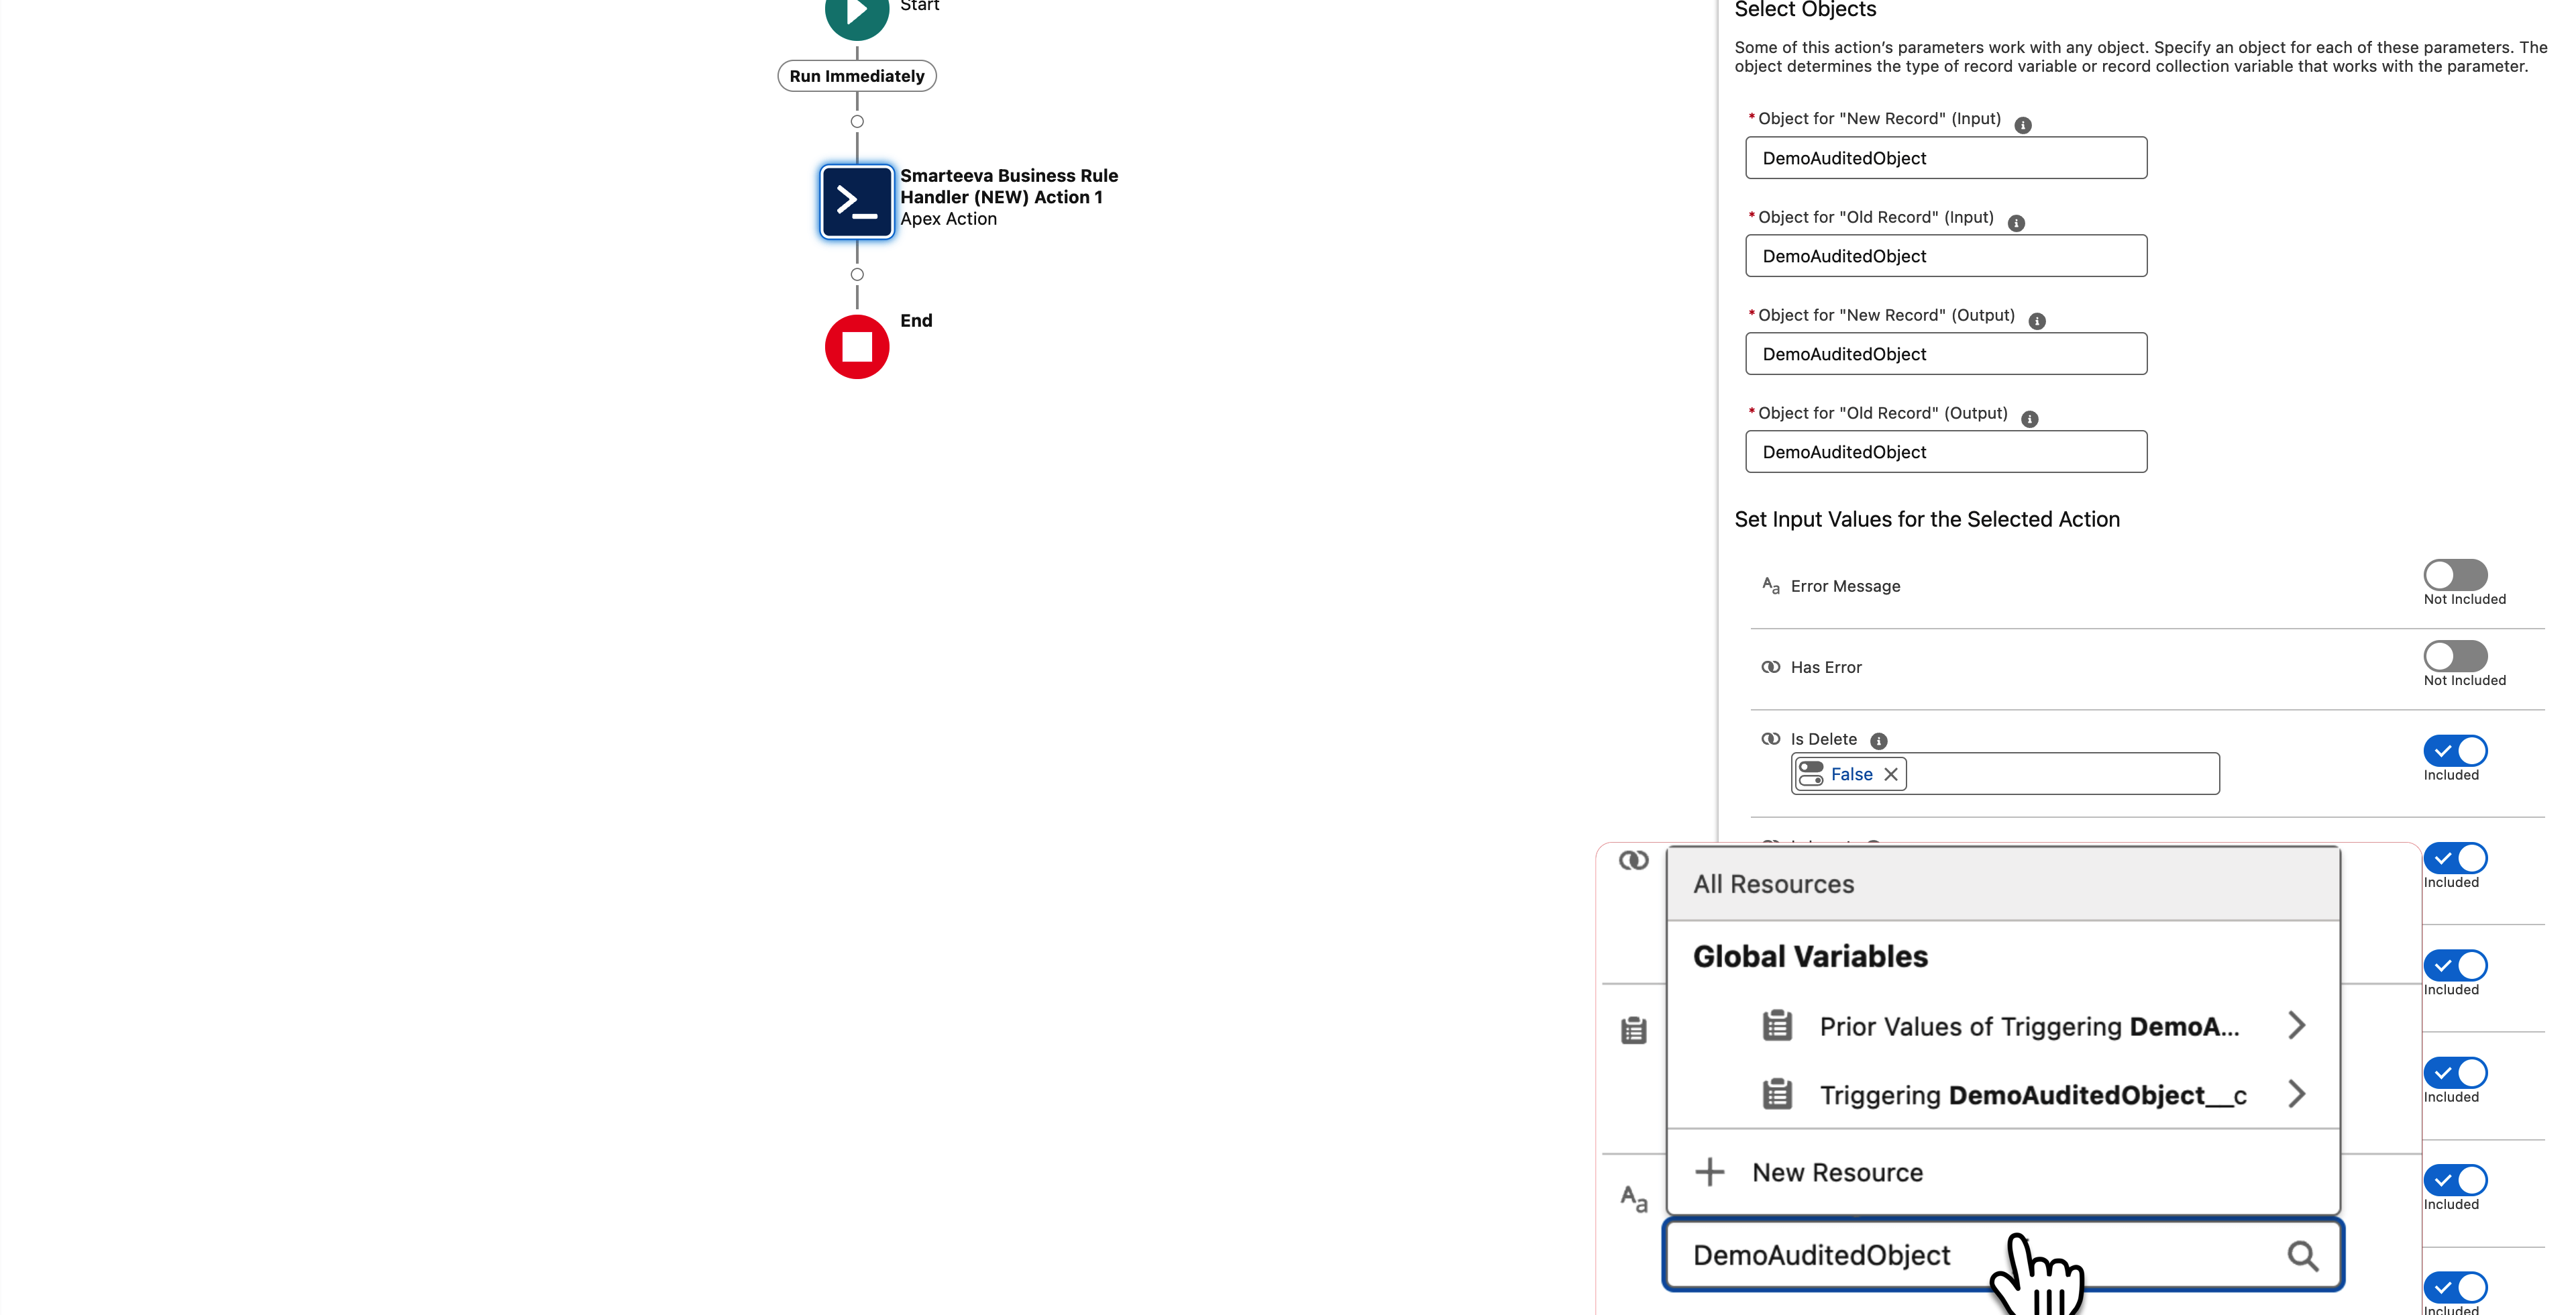 Start
Run Immediately
Smarteeva Business Rule
Handler (NEW) Action 1
Apex Action
End
Select Objects
Some of this action's parameters work with any object. Specify an object for each of these parameters. The
object determines the type of record variable or record collection variable that works with the parameter.
*Object for "New Record" (Input)
DemoAuditedObject
*Object for "Old Record" (Input)
DemoAuditedObject
*Object for "New Record" (Output)
DemoAuditedObject
*Object for "Old Record" (Output)
DemoAuditedObject
Set Input Values for the Selected Action
Aa Error Message
Not Included
Has Error
Not Included
Is Delete
False
Included
Included
Included
Included
Included
Included
All Resources
Global Variables
Prior Values of Triggering DemoA...
Triggering DemoAuditedObject__c
New Resource
Aa
DemoAuditedObject